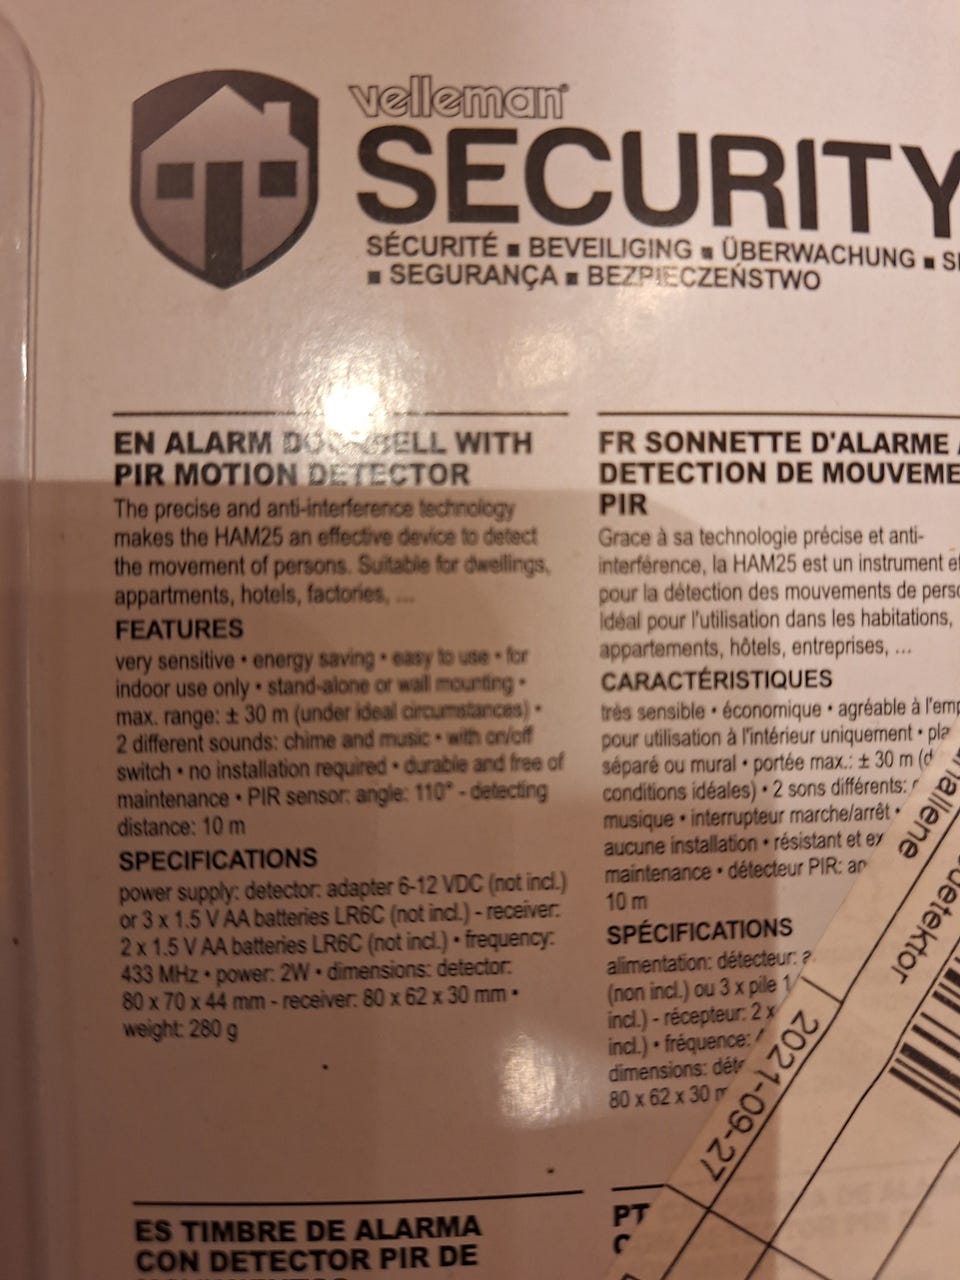 velleman®
SECURITY
SÉCURITÉ ■ BEVEILIGING ■ ÜBERWACHUNG ■
■ SEGURANÇA ■ BEZPIECZEŃSTWO
EN ALARM DOORBELL WITH
PIR MOTION DETECTOR
The precise and anti-interference technology
makes the HAM25 an effective device to detect
the movement of persons. Suitable for dwellings,
appartments, hotels, factories, ...
FEATURES
very sensitive • energy saving • easy to use • for
indoor use only • stand-alone or wall mounting •
max. range: ± 30 m (under ideal circumstances) •
2 different sounds: chime and music • with on/off
switch • no installation required • durable and free of
maintenance • PIR sensor: angle: 110° - detecting
distance: 10 m
SPECIFICATIONS
power supply: detector: adapter 6-12 VDC (not incl.)
or 3 x 1.5 V AA batteries LR6C (not incl.) - receiver:
2 x 1.5 V AA batteries LR6C (not incl.) • frequency:
433 MHz • power: 2W • dimensions: detector:
80 x 70 x 44 mm - receiver: 80 x 62 x 30 mm •
weight: 280 g
FR SONNETTE D'ALARME
DETECTION DE MOUVEME
PIR
Grace à sa technologie précise et anti-
interférence, la HAM25 est un instrument
pour la détection des mouvements de perso
Idéal pour l'utilisation dans les habitations,
appartements, hôtels, entreprises, ...
CARACTÉRISTIQUES
très sensible • économique • agréable à l'emp
pour utilisation à l'intérieur uniquement • pla
séparé ou mural • portée max.: ± 30 m (d
conditions idéales) • 2 sons différents:
musique • interrupteur marche/arrêt •
aucune installation • résistant et ex
maintenance • détecteur PIR: an
10 m
SPÉCIFICATIONS
alimentation: détecteur: a
(non incl.) ou 3 x pile 1
incl.) - récepteur: 2 x
incl.) • fréquence:
dimensions: déte
80 x 62 x 30 m
ES TIMBRE DE ALARMA
CON DETECTOR PIR DE
PT
2021-09-27
detektor